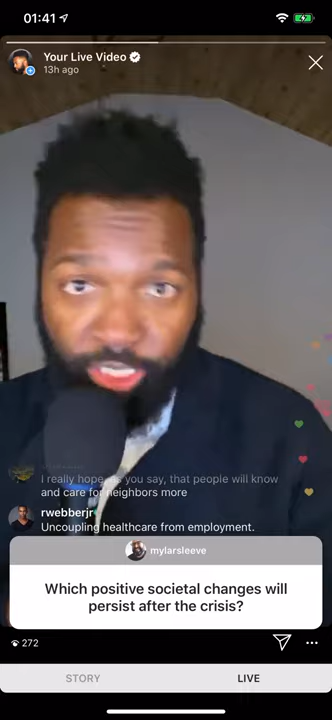 01:41
Your Live Video
13h ago
I really hope, as you say, that people will know
and care for neighbors more
rwebberjr
Uncoupling healthcare from employment.
mylarsleeve
Which positive societal changes will
persist after the crisis?
272
STORY
LIVE